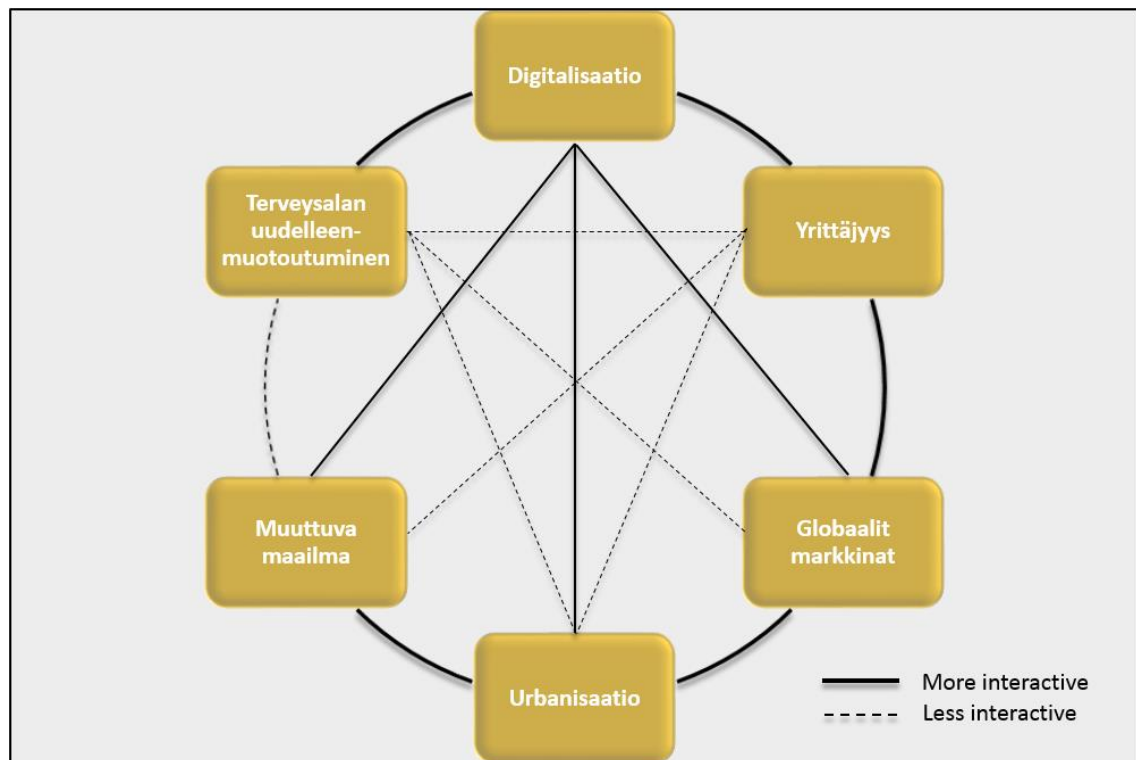 Digitalisaatio
Terveysalan
uudelleen-
muotoutuminen
Yrittäjyys
Muuttuva
maailma
Globaalit
markkinat
Urbanisaatio
More interactive
Less interactive